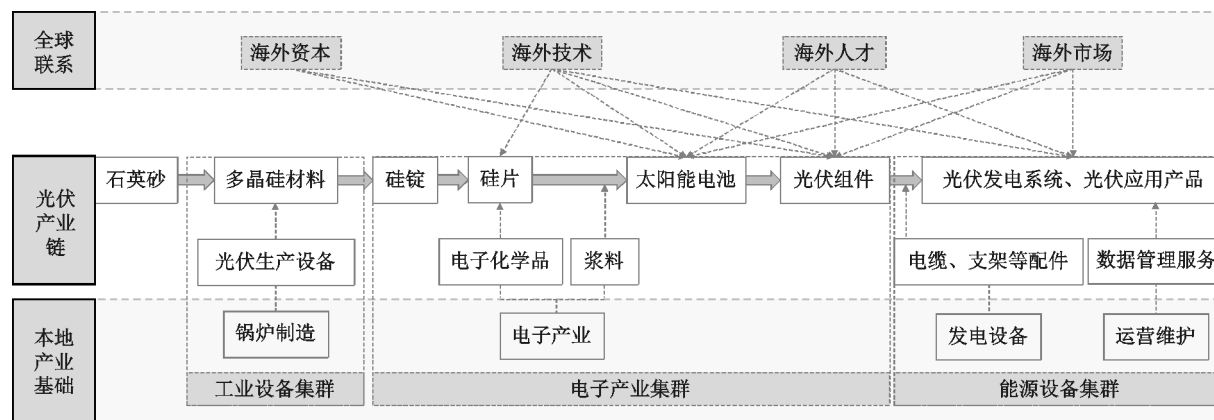 全球
联系
海外资本
海外技术
海外人才
海外市场
光伏
产业
链
石英砂
多晶硅材料
硅锭
硅片
太阳能电池
光伏组件
光伏发电系统、光伏应用产品
光伏生产设备
电子化学品
浆料
电缆、支架等配件
数据管理服务
本地
产业
基础
锅炉制造
电子产业
发电设备
运营维护
工业设备集群
电子产业集群
能源设备集群